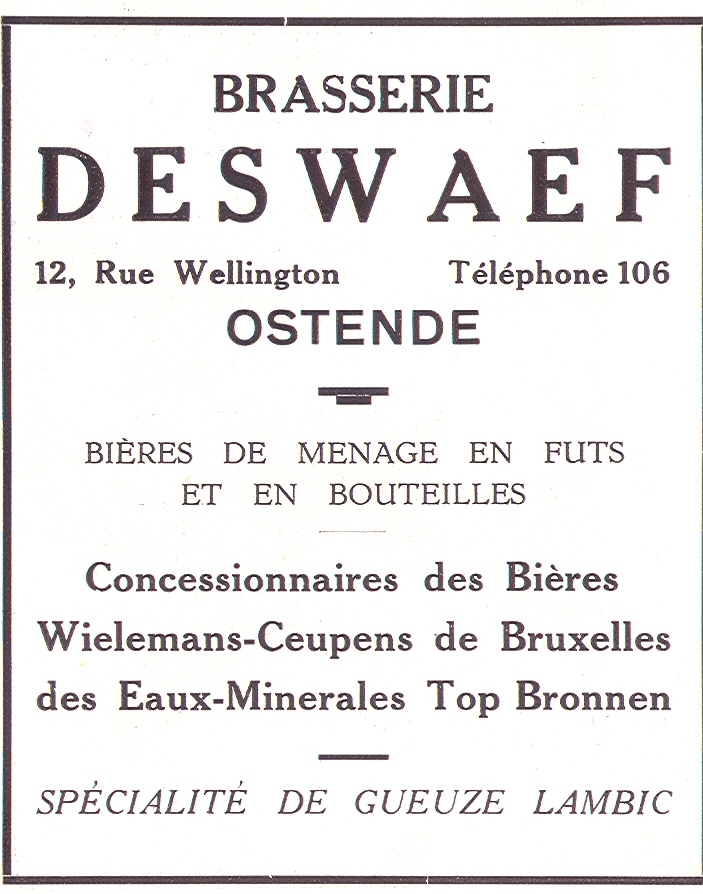 BRASSERIE
DESWAEF
12, Rue Wellington Téléphone 106
OSTENDE
BIÈRES DE MENAGE EN FUTS
ET EN BOUTEILLES
Concessionnaires des Bières
Wielemans-Ceupens de Bruxelles
des Eaux-Minerales Top Bronnen
SPÉCIALITÉ DE GUEUZE LAMBIC